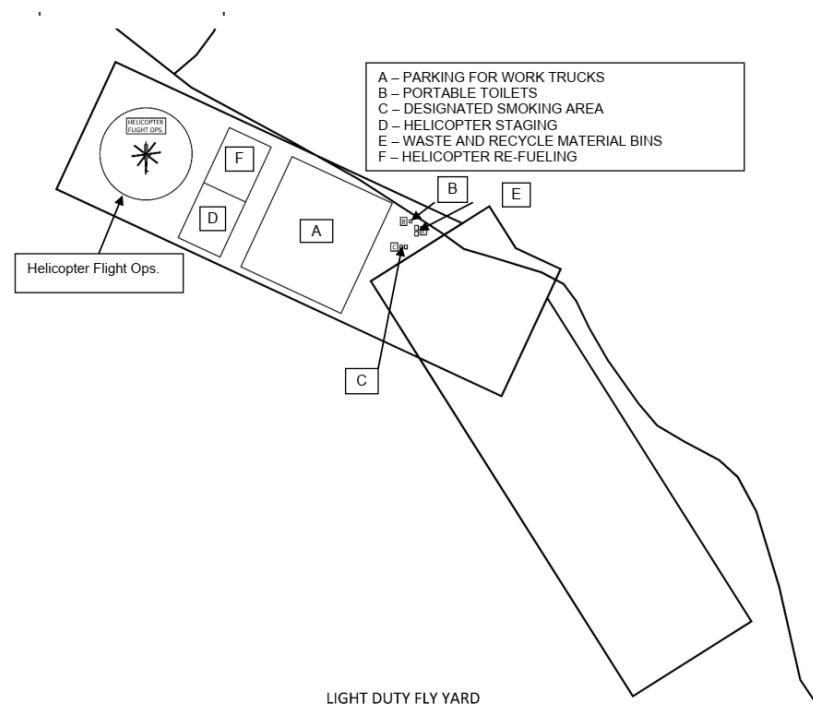 A – PARKING FOR WORK TRUCKS
B – PORTABLE TOILETS
C – DESIGNATED SMOKING AREA
D – HELICOPTER STAGING
E – WASTE AND RECYCLE MATERIAL BINS
F – HELICOPTER RE-FUELING
HELICOPTER
FLIGHT OPS.
F
D
A
B
E
B
E
C
Helicopter Flight Ops.
C
LIGHT DUTY FLY YARD